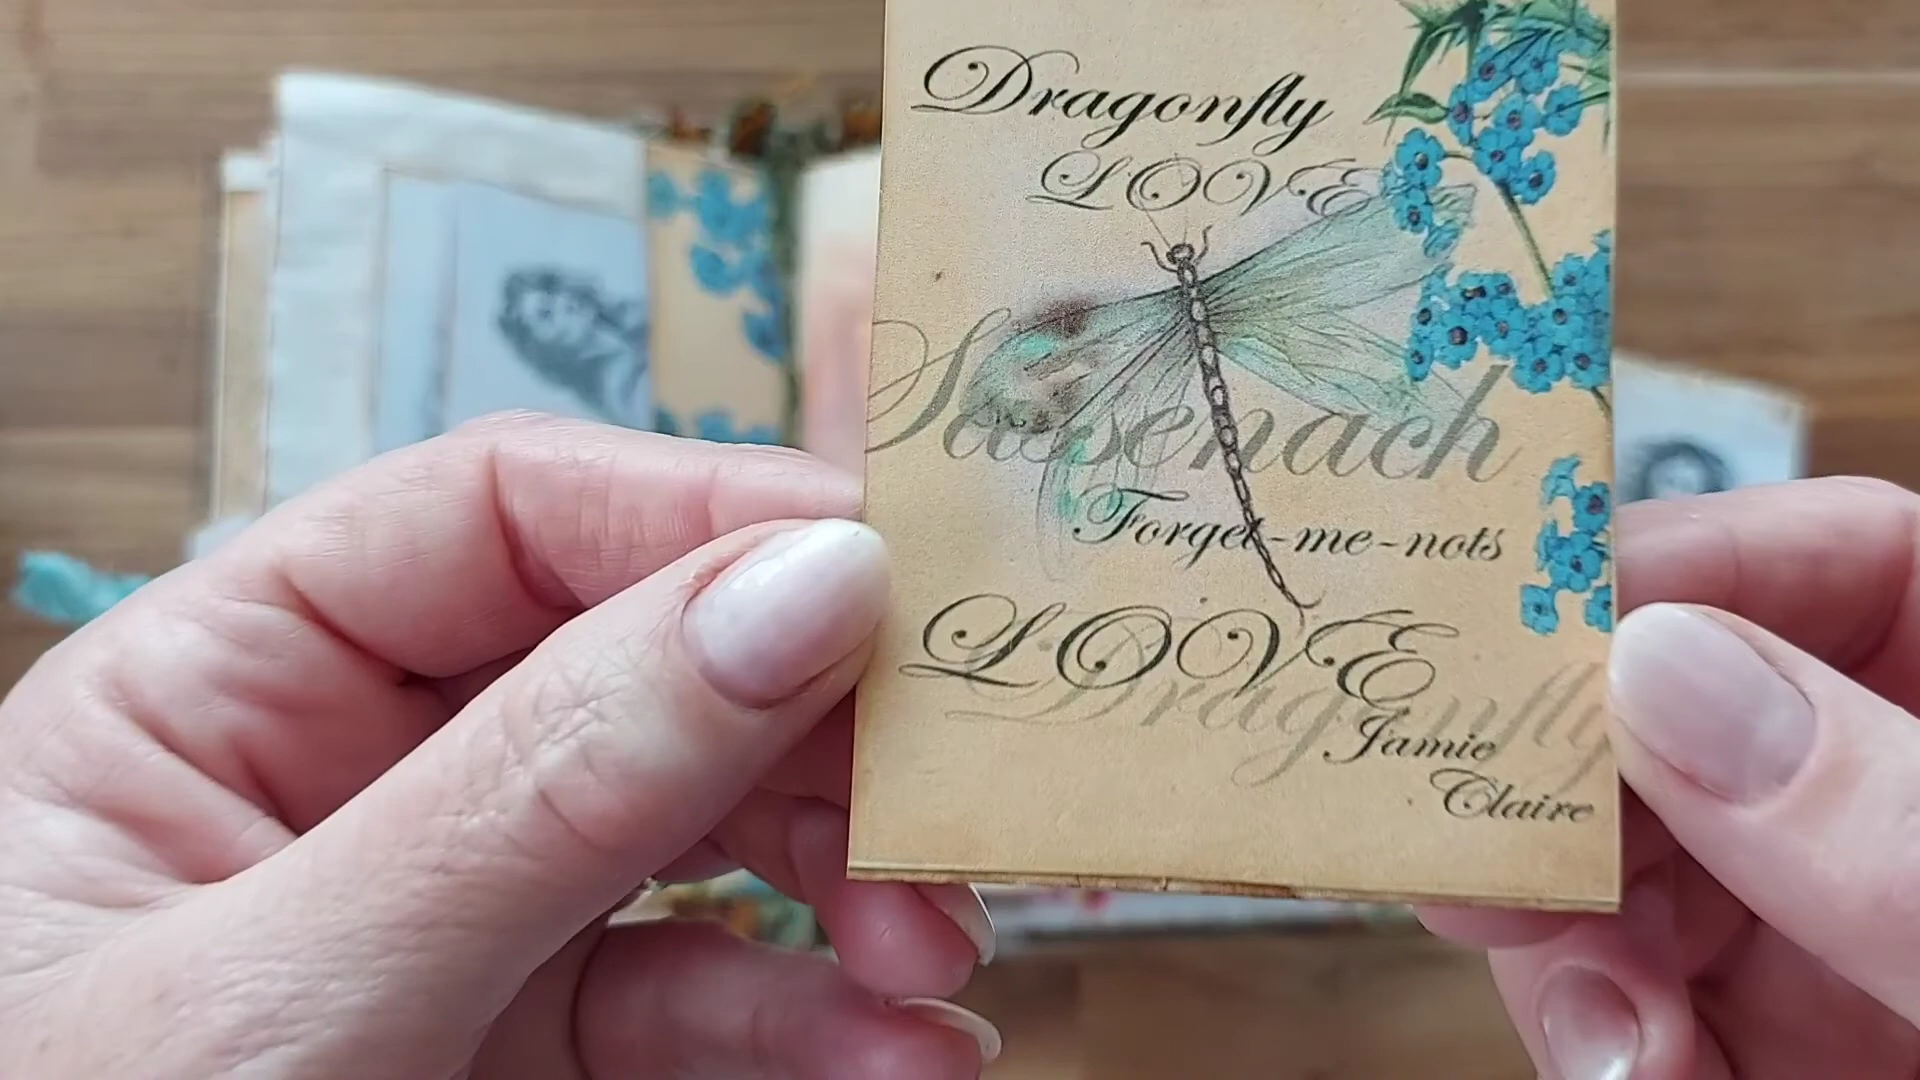 Dragonfly
LOVE
Sassenach
Forget-me-nots
LOVE
Dragonfly
Jamie
Claire